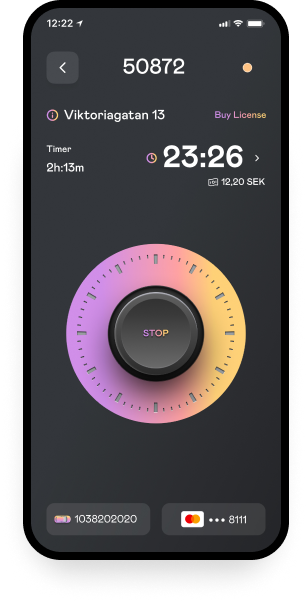 12:22
50872
Viktoriagatan 13
Buy License
Timer
2h:13m
23:26
12,20 SEK
STOP
1038202020
••• 8111